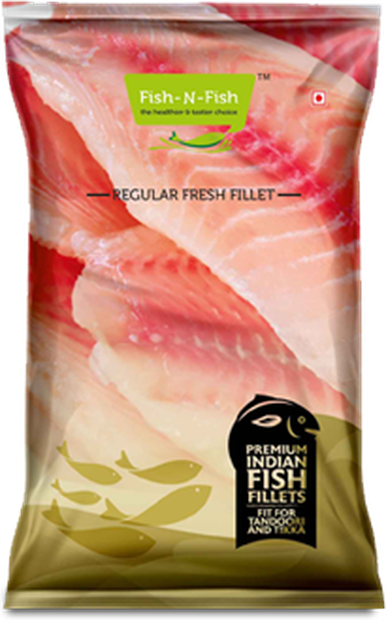 Fish-N-Fish
TM
the healthier & tastier choice
REGULAR FRESH FILLET
PREMIUM
INDIAN
FISH
FILLETS
FIT FOR
TANDOORI
AND TIKKA